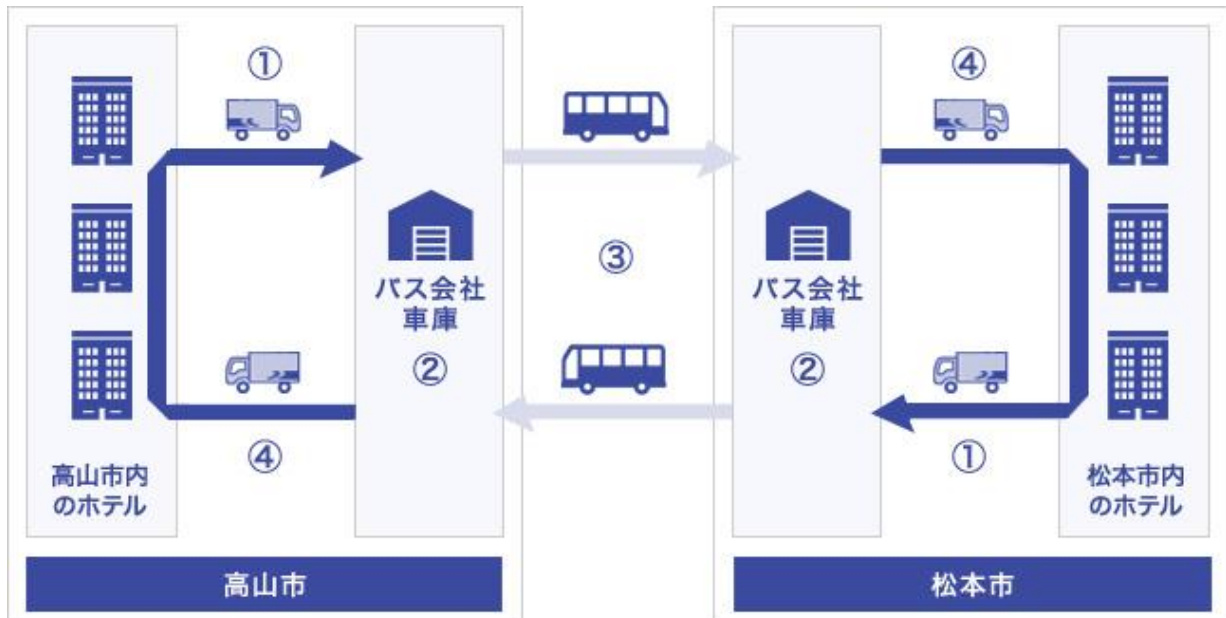 ①
④
バス会社
車庫
②
③
バス会社
車庫
②
④
①
高山市内
のホテル
松本市内
のホテル
高山市
松本市